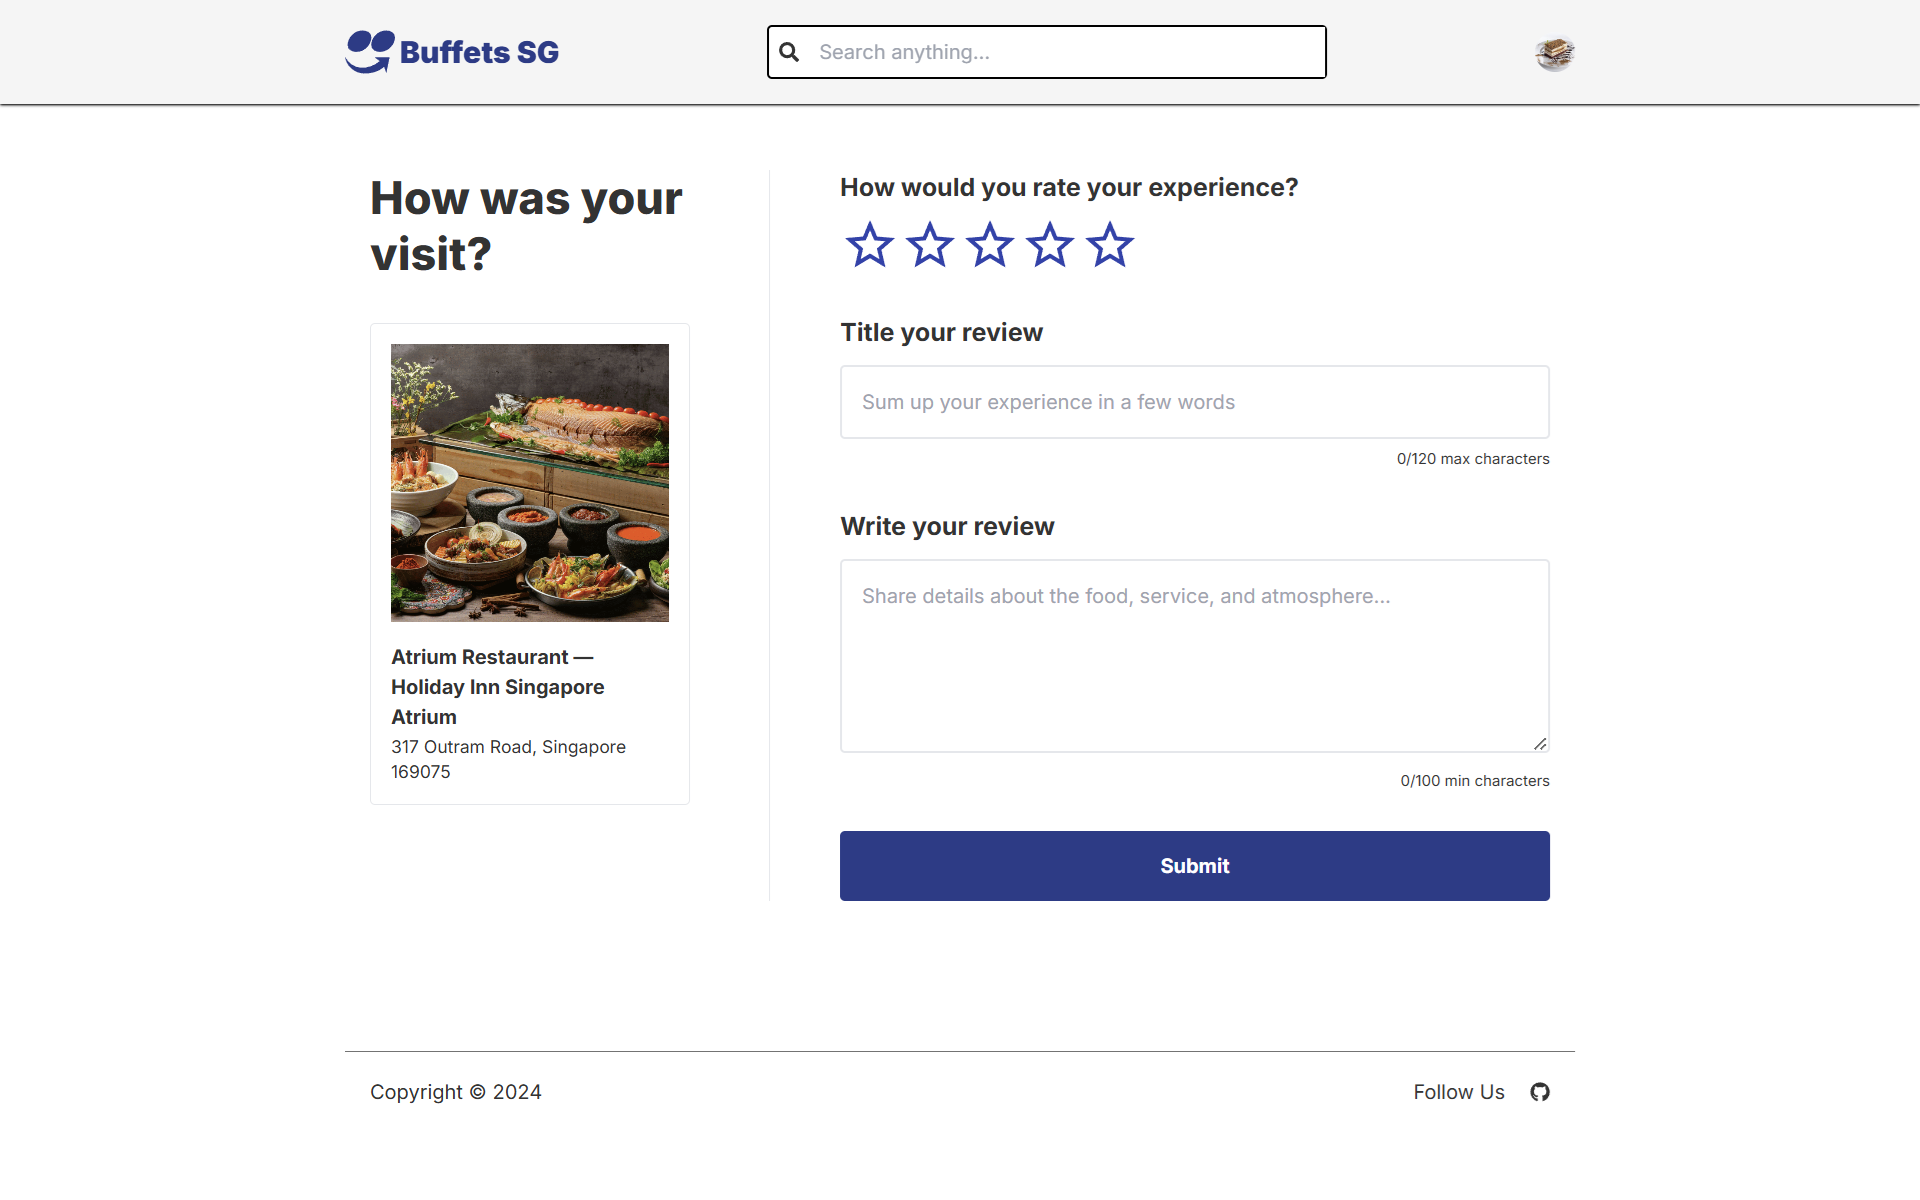 Buffets SG
Search anything...
How was your
visit?
Atrium Restaurant —
Holiday Inn Singapore
Atrium
317 Outram Road, Singapore
169075
How would you rate your experience?
Title your review
Sum up your experience in a few words
0/120 max characters
Write your review
Share details about the food, service, and atmosphere...
0/100 min characters
Submit
Copyright © 2024
Follow Us